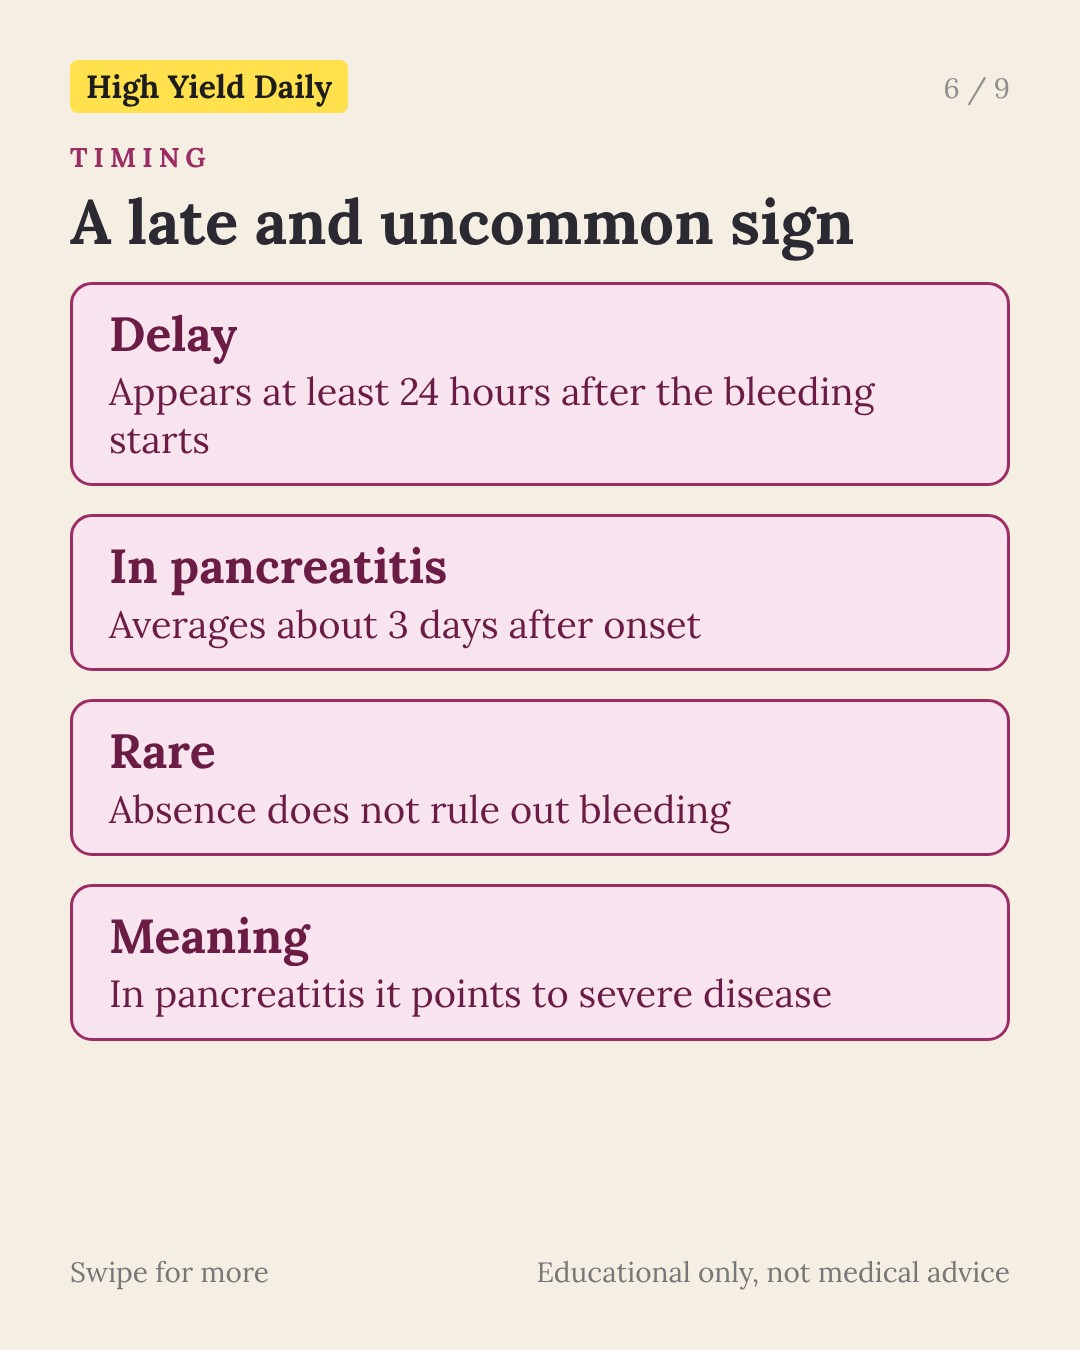 High Yield Daily
6 / 9
TIMING
A late and uncommon sign
Delay
Appears at least 24 hours after the bleeding
starts
In pancreatitis
Averages about 3 days after onset
Rare
Absence does not rule out bleeding
Meaning
In pancreatitis it points to severe disease
Swipe for more
Educational only, not medical advice